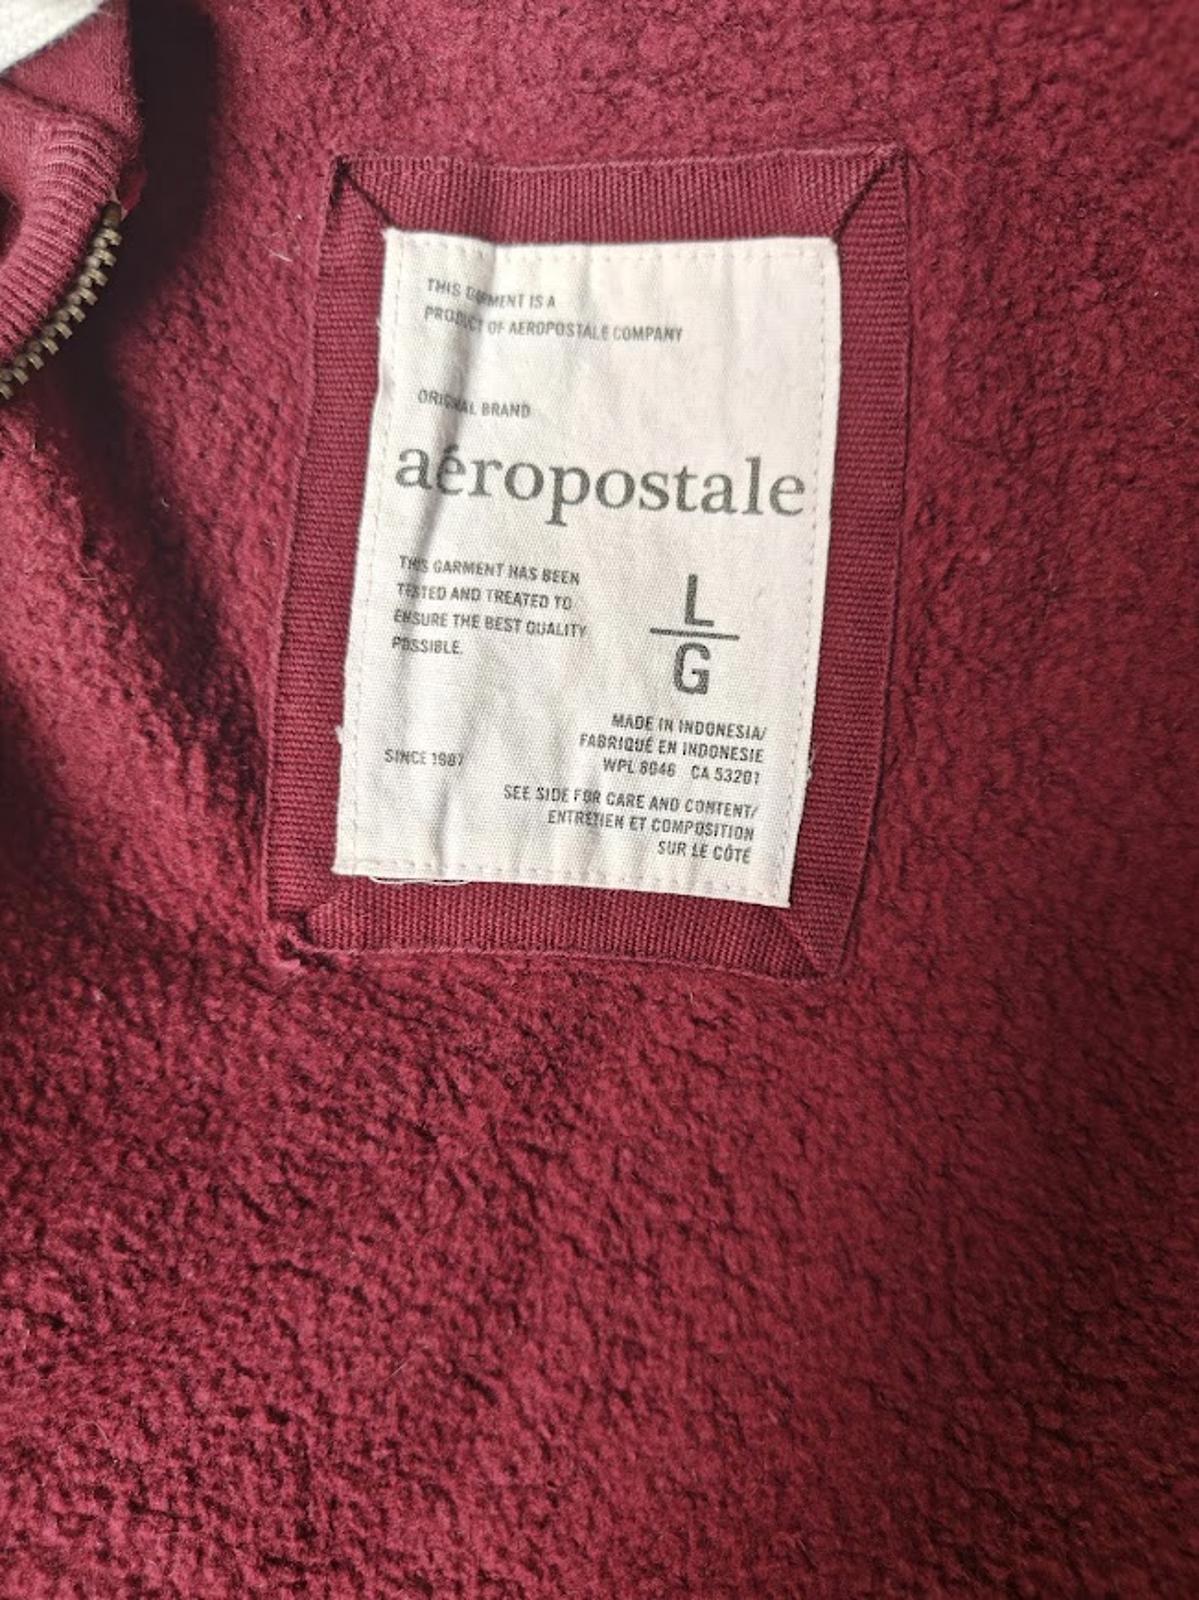 THIS GARMENT IS A
PRODUCT OF AEROPOSTALE COMPANY
ORIGINAL BRAND
aéropostale
THIS GARMENT HAS BEEN
TESTED AND TREATED TO
ENSURE THE BEST QUALITY
POSSIBLE.
L
G
SINCE 1987
MADE IN INDONESIA/
FABRIQUÉ EN INDONESIE
WPL 8046 CA 53201
SEE SIDE FOR CARE AND CONTENT/
ENTRETIEN ET COMPOSITION
SUR LE CÔTÉ